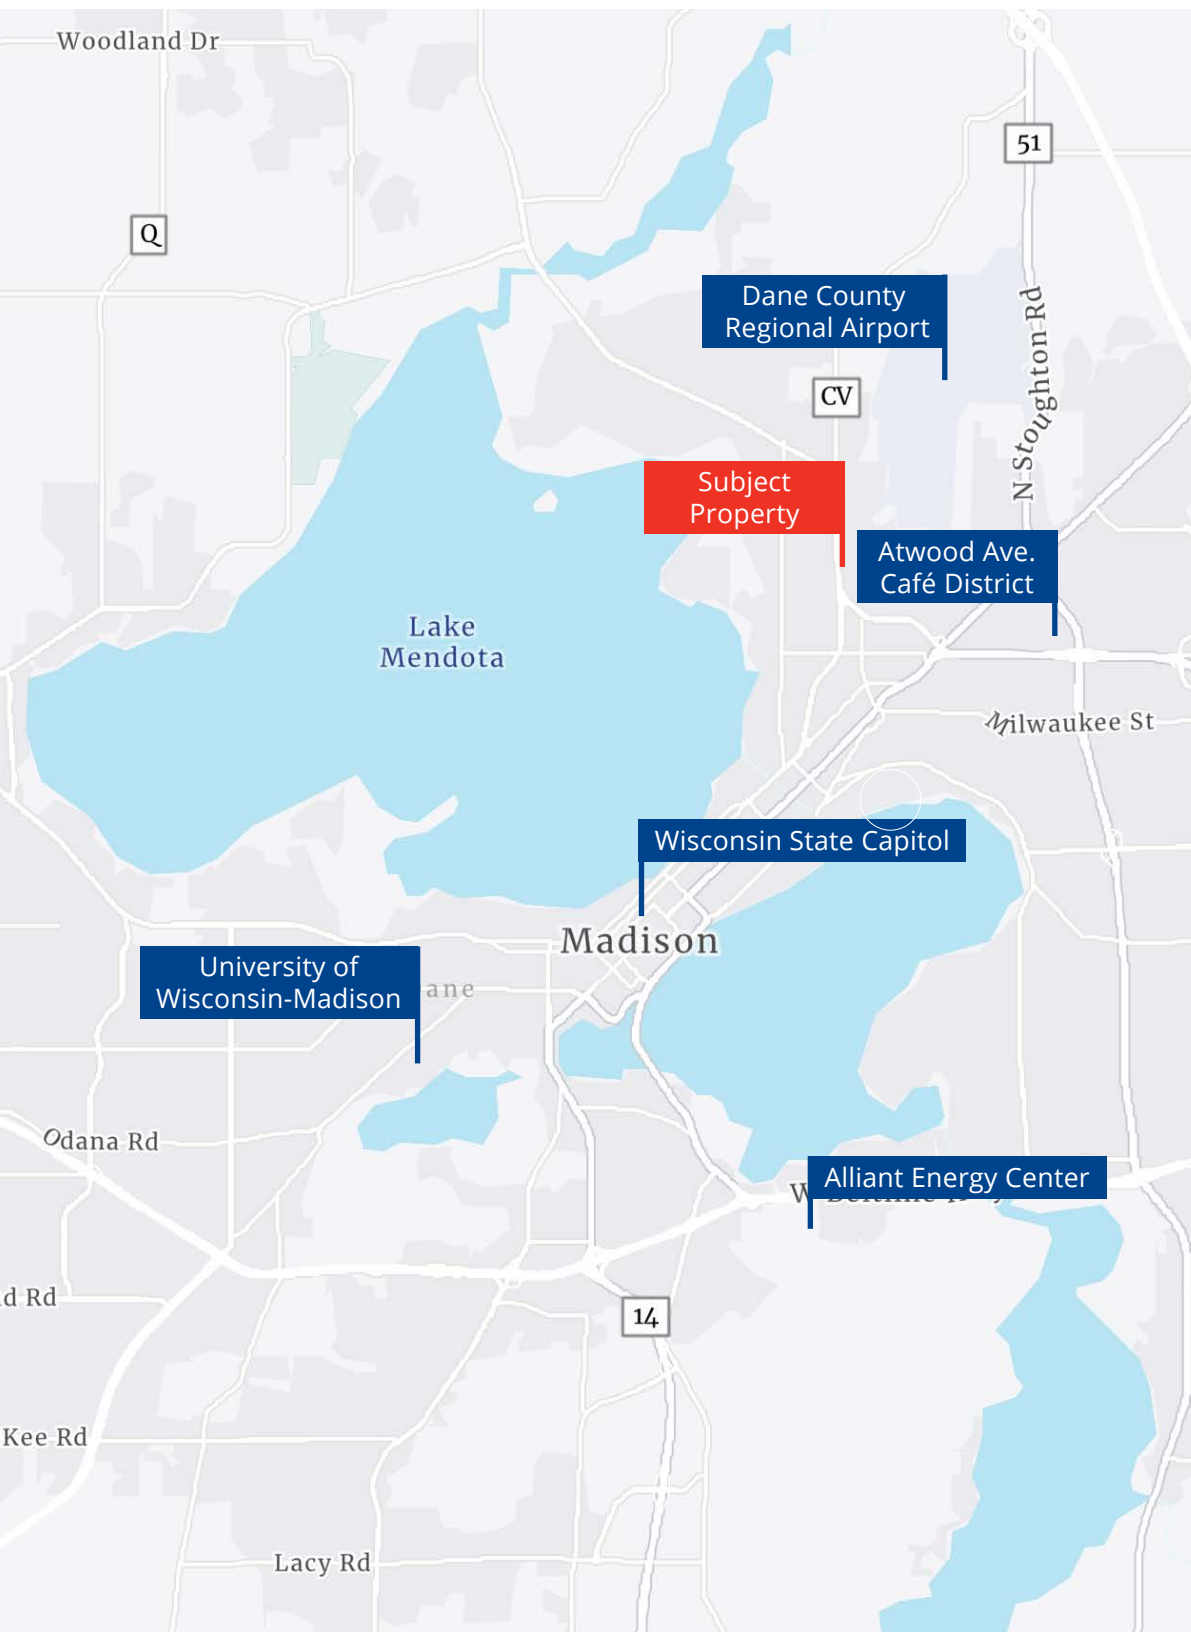 Woodland Dr
51
Q
Dane County
Regional Airport
N Stoughton Rd
CV
Subject
Property
Atwood Ave.
Café District
Lake
Mendota
Milwaukee St
Wisconsin State Capitol
Madison
University of
Wisconsin-Madison
ane
Odana Rd
Alliant Energy Center
W
d Rd
14
Kee Rd
Lacy Rd